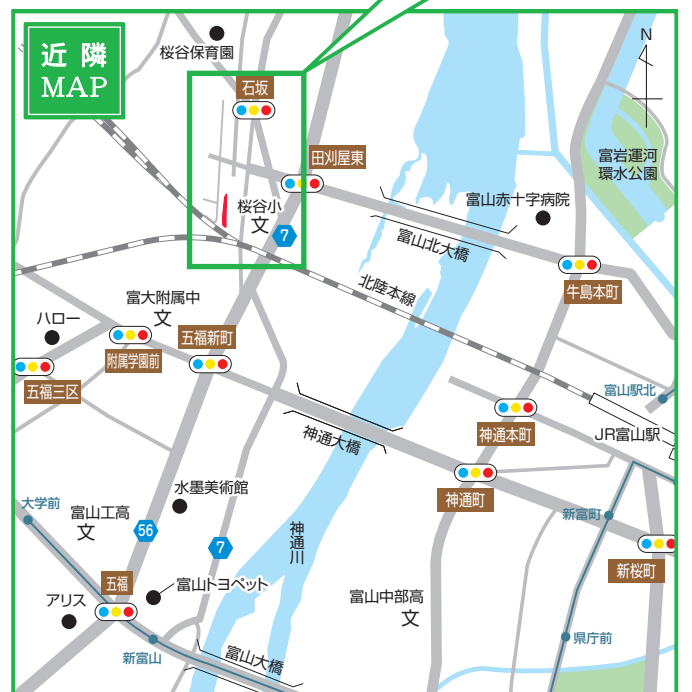 近隣
MAP
桜谷保育園
N
石坂
富岩運河
環水公園
田刈屋東
富山赤十字病院
桜谷小
文
7
富山北大橋
牛島本町
北陸本線
富大附属中
文
ハロー
五福新町
附属学園前
五福三区
富山駅北
神通本町
JR富山駅
神通大橋
神通町
水墨美術館
大学前
富山工高
文
56
新富町
神通川
7
新桜町
五福
富山トヨペット
アリス
富山中部高
文
県庁前
新富山
富山大橋